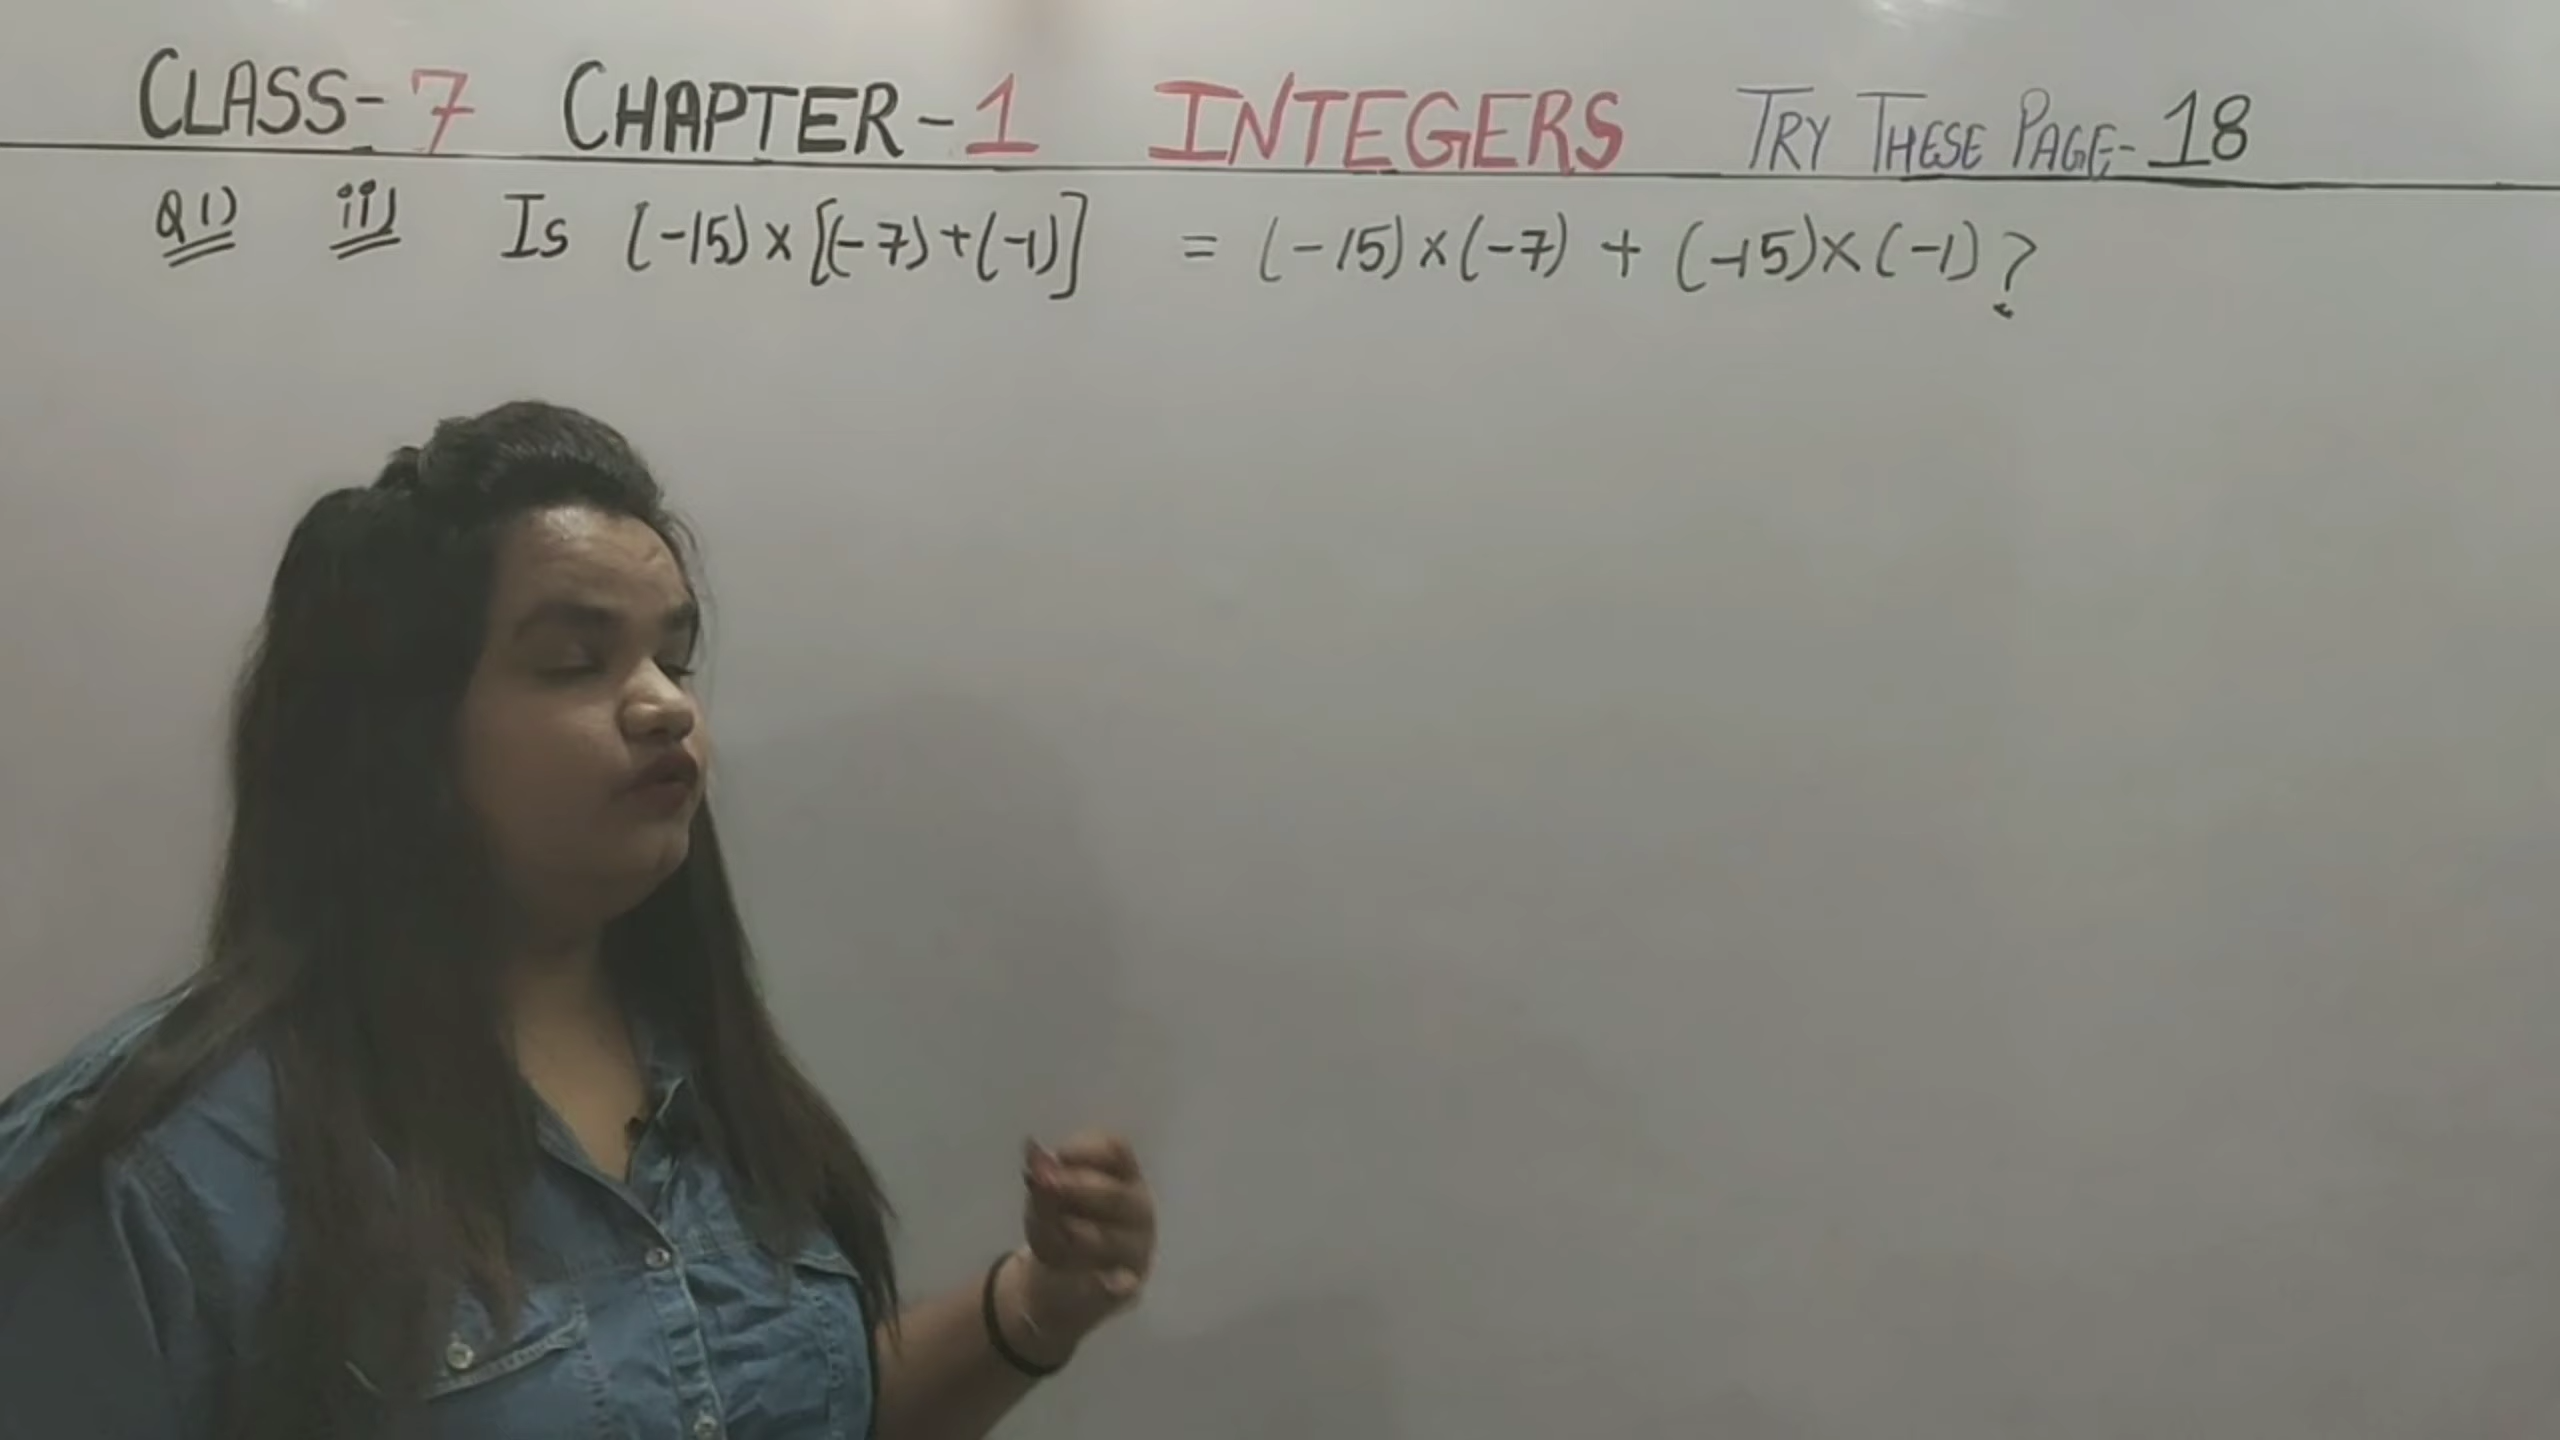 CLASS-7 CHAPTER-1 INTEGERS TRY THESE PAGE-18
Q1) ii) Is (-15)×[(-7)+(-1)] = (-15)×(-7) + (-15)×(-1)?